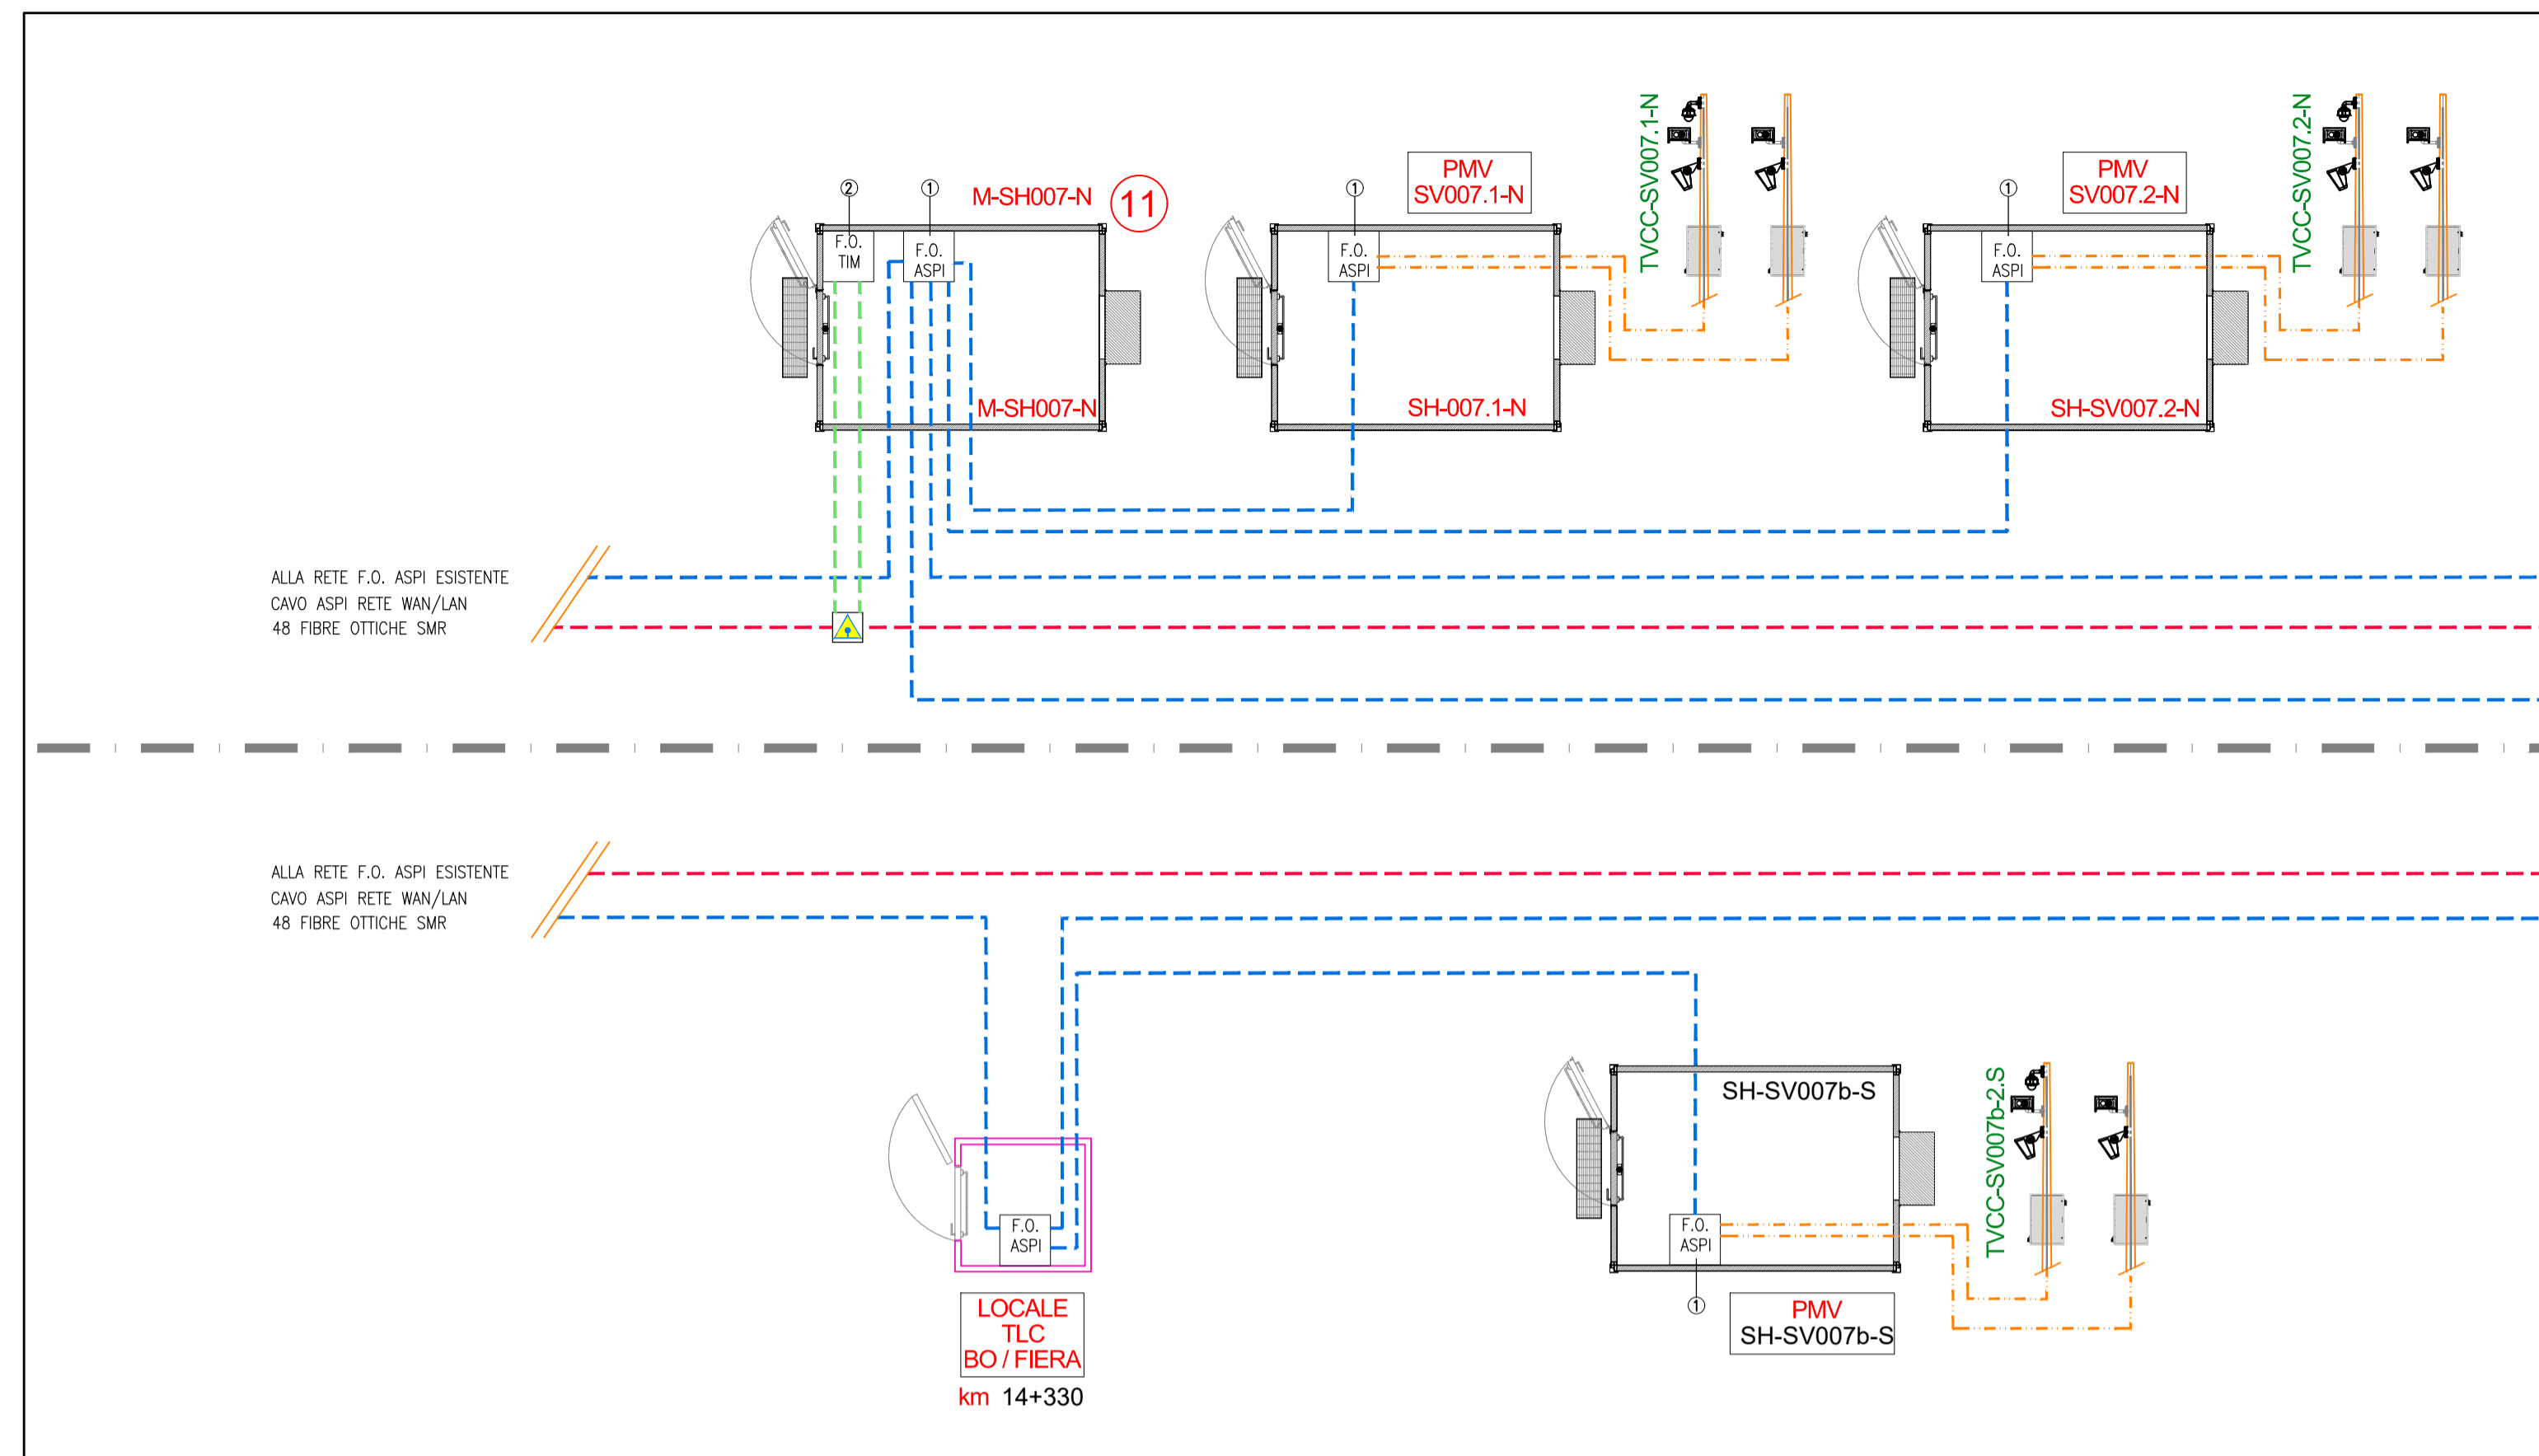 TVCC-SV007.1-N
TVCC-SV007.2-N
PMV
SV007.1-N
PMV
SV007.2-N
2
1
M-SH007-N
11
1
1
F.O.
TIM
F.O.
ASPI
F.O.
ASPI
F.O.
ASPI
M-SH007-N
SH-007.1-N
SH-SV007.2-N
ALLA RETE F.O. ASPI ESISTENTE
CAVO ASPI RETE WAN/LAN
48 FIBRE OTTICHE SMR
ALLA RETE F.O. ASPI ESISTENTE
CAVO ASPI RETE WAN/LAN
48 FIBRE OTTICHE SMR
SH-SV007b-S
TVCC-SV007b-2.S
F.O.
ASPI
F.O.
ASPI
1
LOCALE
TLC
BO / FIERA
km 14+330
PMV
SH-SV007b-S